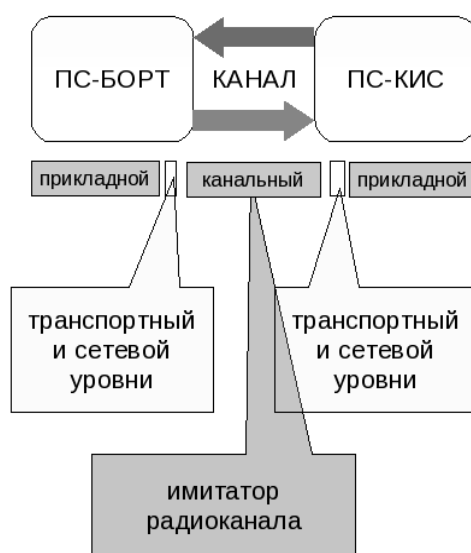 ПС-БОРТ КАНАЛ ПС-КИС
прикладной канальный прикладной
транспортный
и сетевой
уровни
транспортный
и сетевой
уровни
имитатор
радиоканала